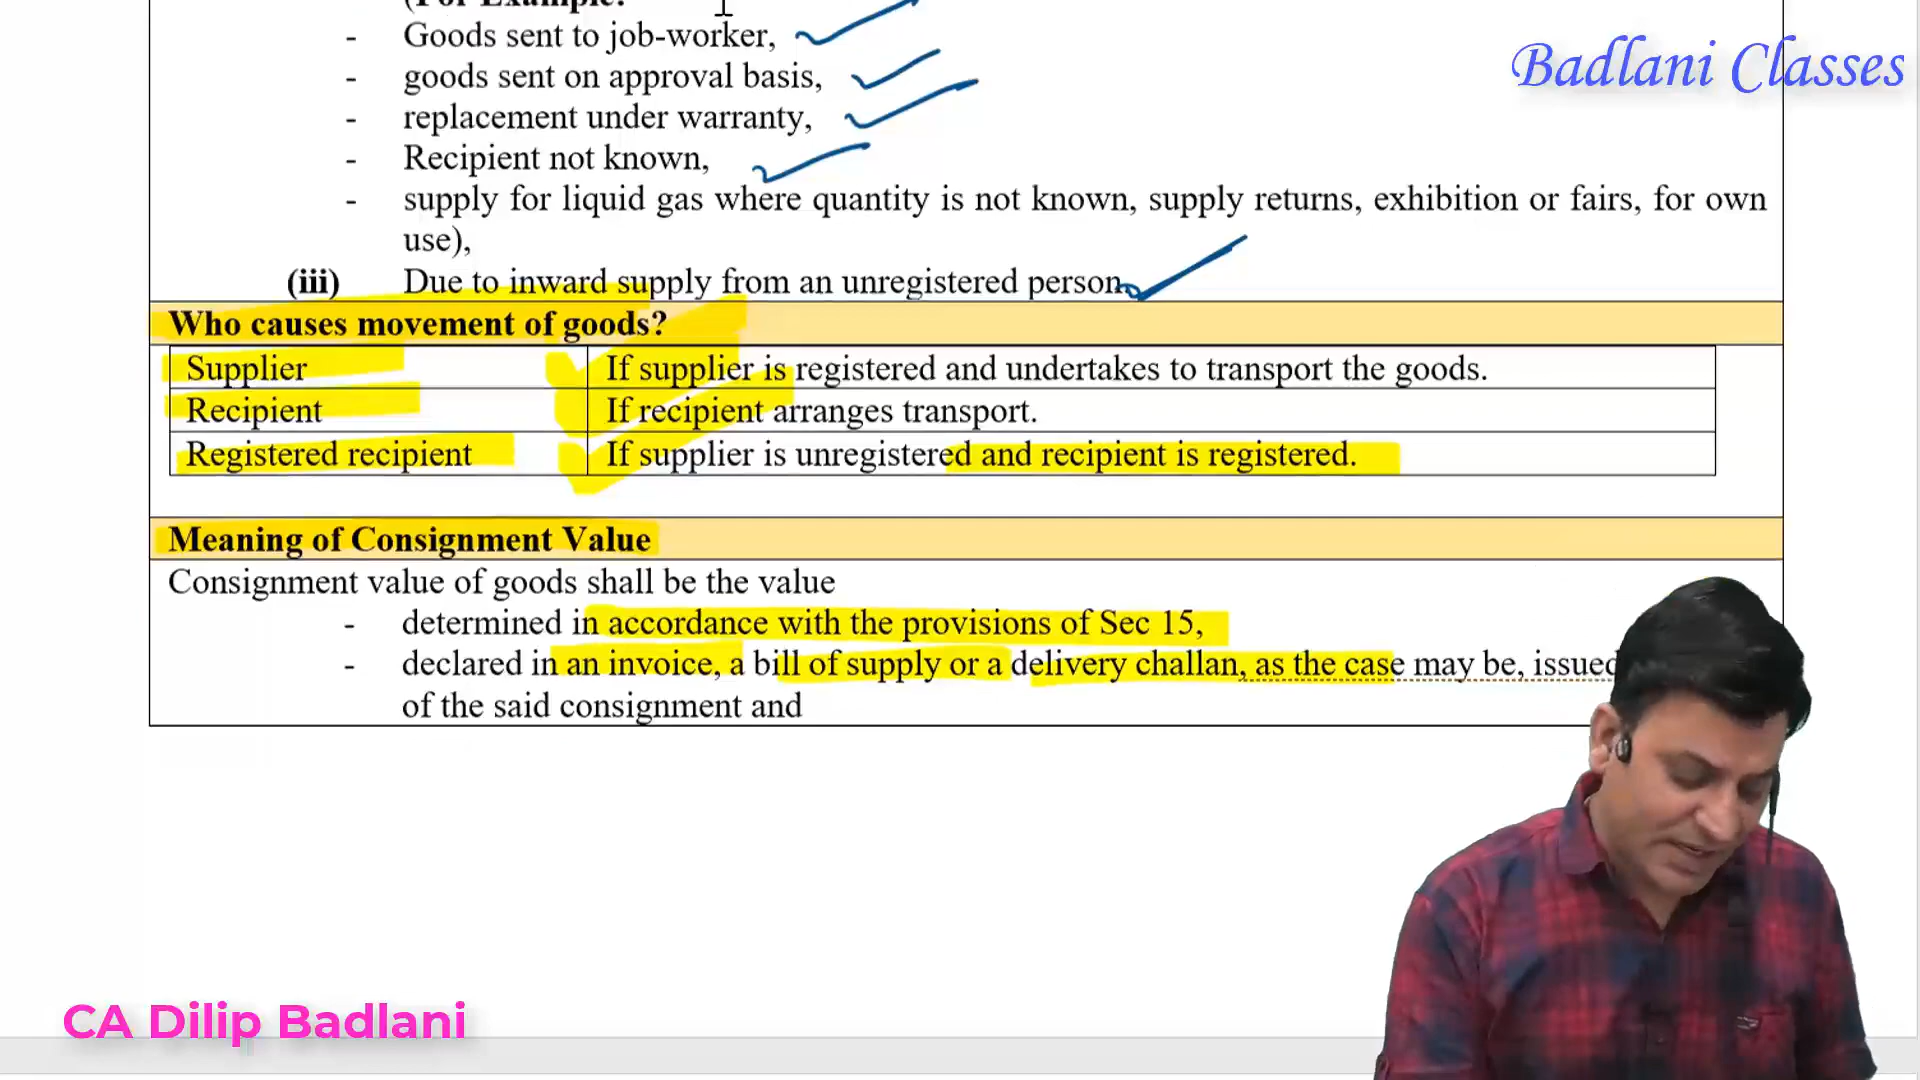 (For Example:
- Goods sent to job-worker,
- goods sent on approval basis,
- replacement under warranty,
- Recipient not known,
- supply for liquid gas where quantity is not known, supply returns, exhibition or fairs, for own
use),
(iii) Due to inward supply from an unregistered person
Who causes movement of goods?
Supplier If supplier is registered and undertakes to transport the goods.
Recipient If recipient arranges transport.
Registered recipient If supplier is unregistered and recipient is registered.
Meaning of Consignment Value
Consignment value of goods shall be the value
- determined in accordance with the provisions of Sec 15,
- declared in an invoice, a bill of supply or a delivery challan, as the case may be, issued
of the said consignment and
Badlani Classes
CA Dilip Badlani